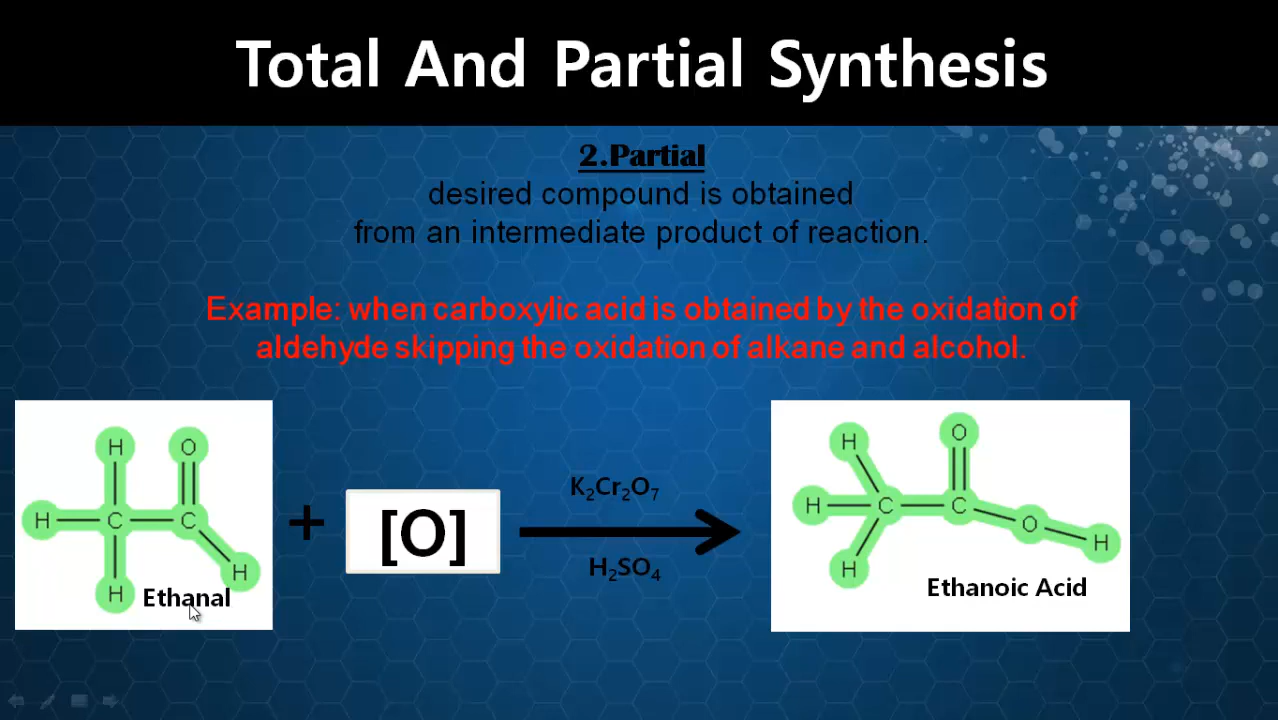 Total And Partial Synthesis
2.Partial
desired compound is obtained
from an intermediate product of reaction.
Example: when carboxylic acid is obtained by the oxidation of
aldehyde skipping the oxidation of alkane and alcohol.
H O
H C C
H H
Ethanal
+
[O]
K₂Cr₂O₇
H₂SO₄
H O
H C C O H
H
Ethanoic Acid